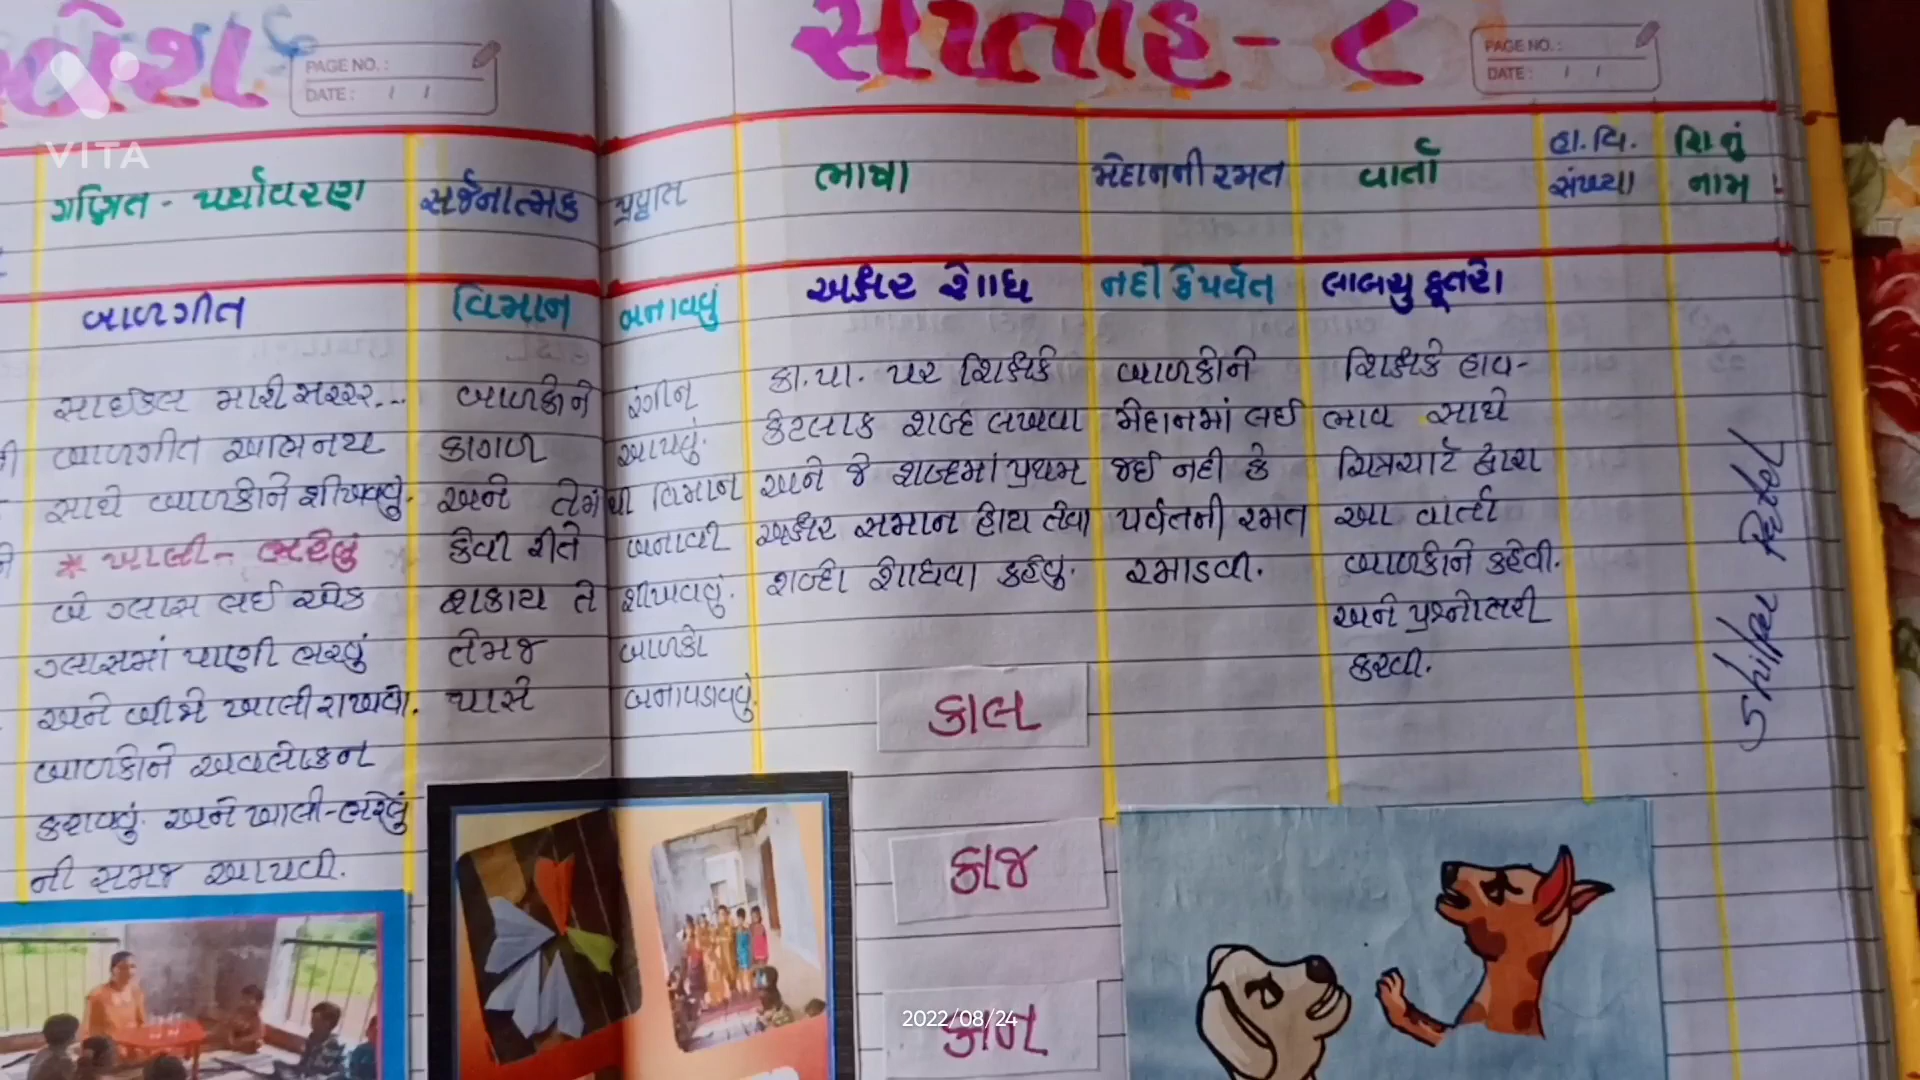 સપ્તાહ - ૮
PAGE NO. :
DATE : / /
PAGE NO. :
DATE : / /
VITA
ગણિત - પર્યાવરણ
સર્જનાત્મક
ભાષા
મેદાનની રમત
વાર્તા
હા. વિ.
સંખ્યા
શિ નું
નામ
બાળગીત
સાઈકલ મારી સરરર...
બાળગીત
સાથે બાળકોને શીખવવું.
* ખાલી - ભરેલું
બે ગ્લાસ લઈ એક
ગ્લાસમાં પાણી ભરવું
અને બીજો ખાલી રાખવો.
બાળકોને અવલોકન
કરાવવું. અને ખાલી-ભરેલું
ની સમજ આપવી.
વિમાન બનાવવું
બાળકોને રંગીન
કાગળ આપવું.
અને તેમાંથી વિમાન
કેવી રીતે બનાવી
શકાય તે શીખવવું.
તેમજ બાળકો
પાસે બનાવડાવવું.
અક્ષર શોધ
કા.પા. પર શિક્ષકે
કેટલાક શબ્દ લખવા
અને જે શબ્દમાં પ્રથમ
અક્ષર સમાન હોય તેવા
શબ્દો શોધવા કહેવું.
નદી કે પર્વત
બાળકોને
મેદાનમાં લઈ
જઈ નદી કે
પર્વતની રમત
રમાડવી.
લાલચુ કૂતરો
શિક્ષકે હાવ-
ભાવ સાથે
ચિત્રચાર્ટ દ્વારા
આ વાર્તા
બાળકોને કહેવી.
અને પ્રશ્નોતરી
કરવી.
Shilpa Patel
કાલ
કાજ
કાન
2022/08/24